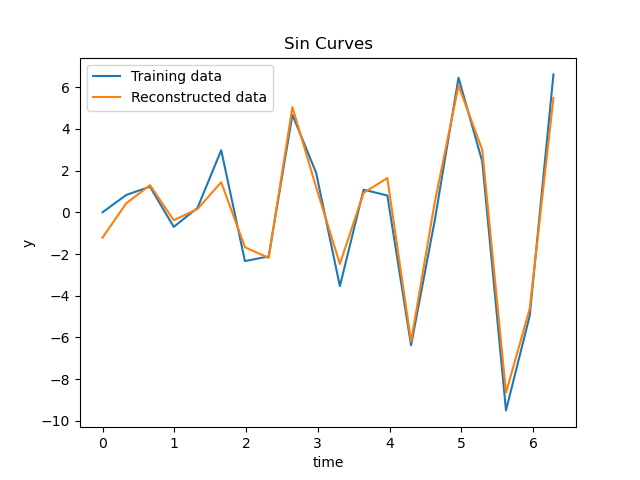 Sin Curves
Training data
Reconstructed data
6
4
2
0
−2
−4
−6
−8
−10
y
0 1 2 3 4 5 6
time